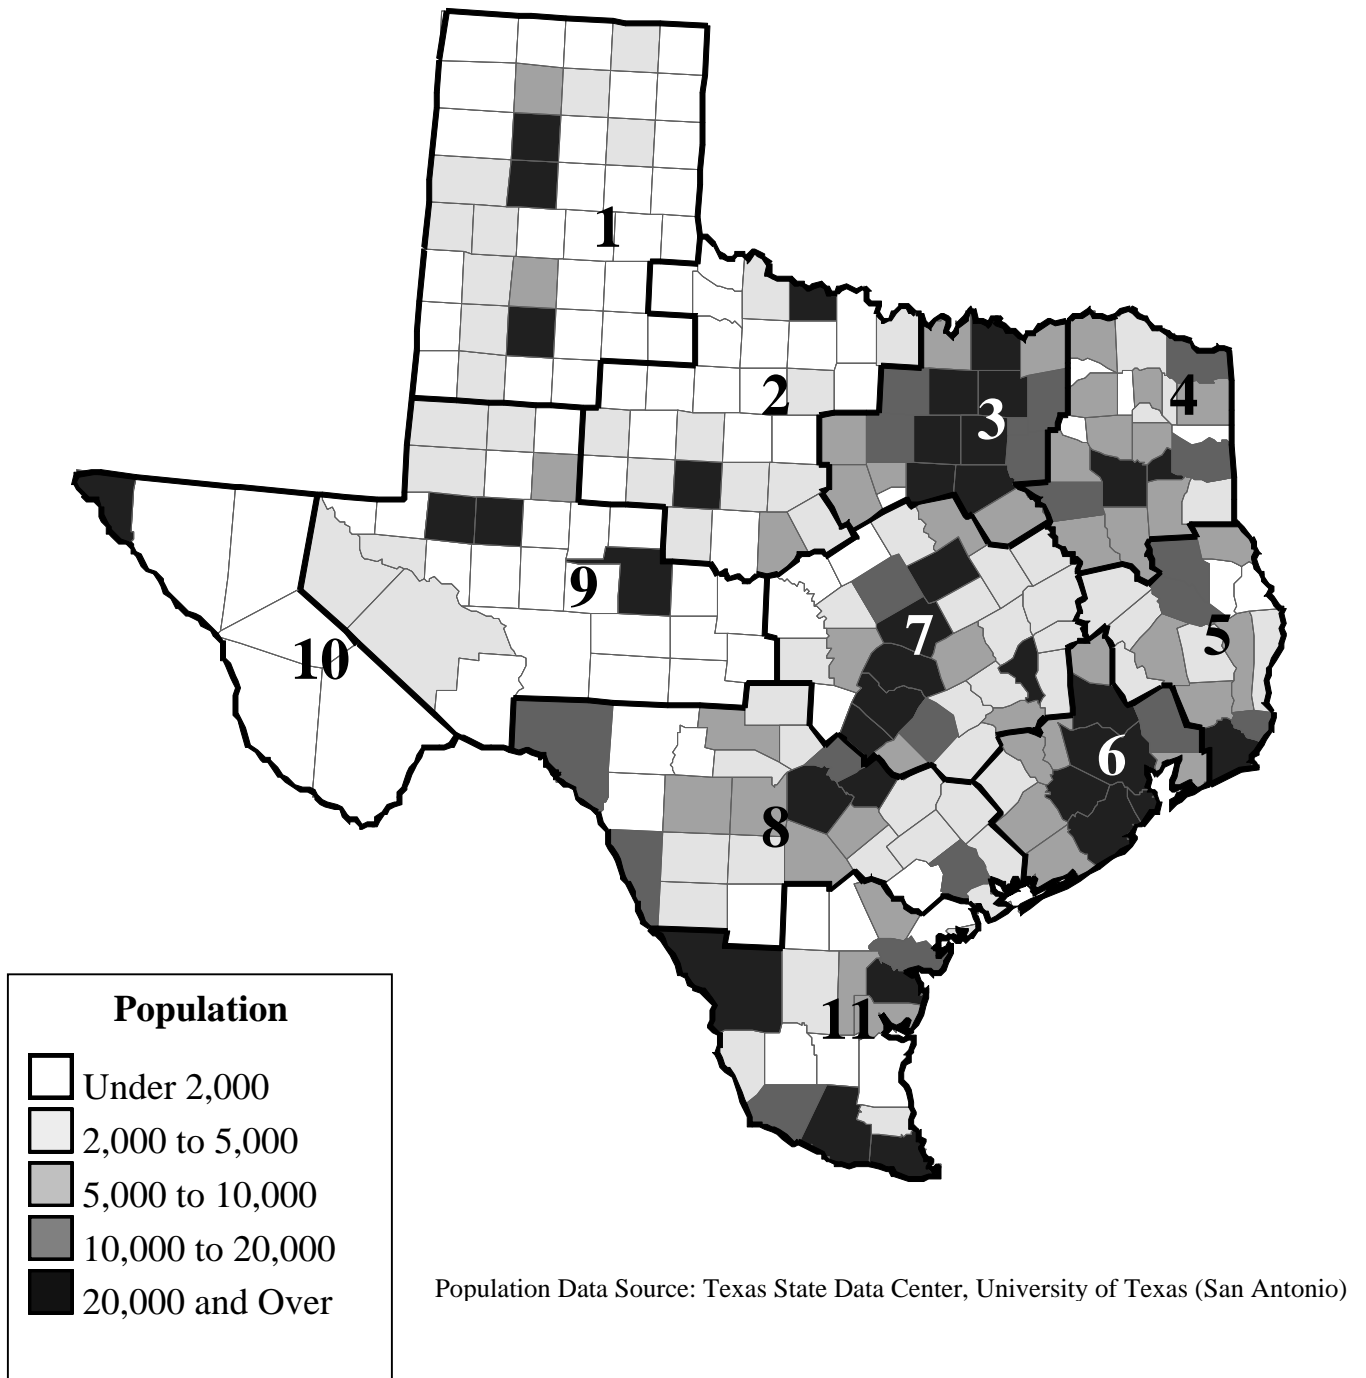 1
2
3
4
5
6
7
8
9
10
11
Population
Under 2,000
2,000 to 5,000
5,000 to 10,000
10,000 to 20,000
20,000 and Over
Population Data Source: Texas State Data Center, University of Texas (San Antonio)